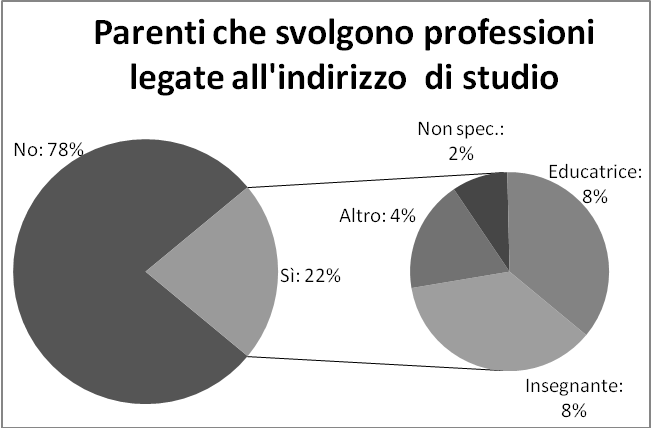 Parenti che svolgono professioni
legate all'indirizzo di studio
No: 78%
Sì: 22%
Non spec.:
2%
Educatrice:
8%
Altro: 4%
Insegnante:
8%